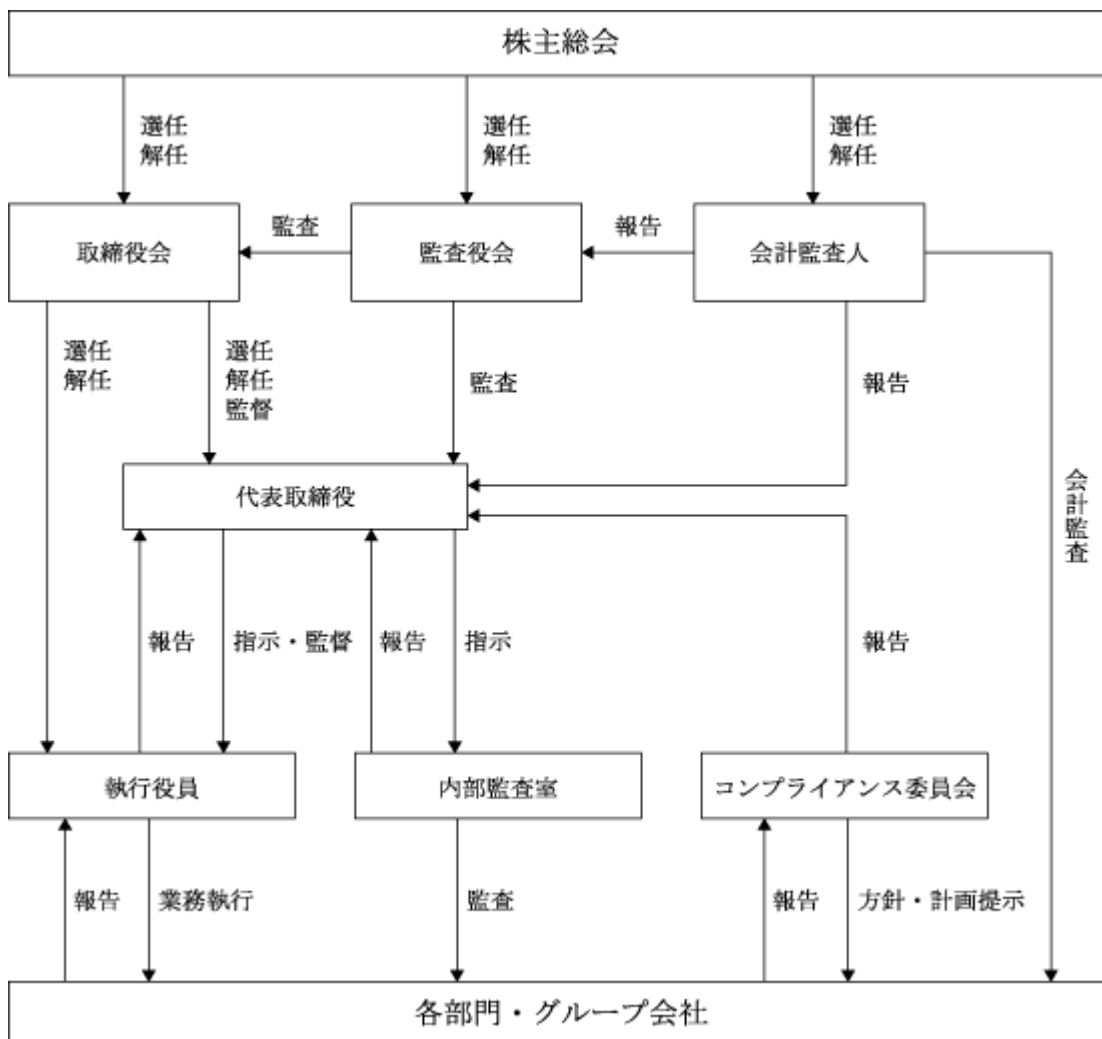 株主総会
選任
解任
選任
解任
選任
解任
取締役会
監査
監査役会
報告
会計監査人
選任
解任
選任
解任
監督
監査
報告
会計監査
代表取締役
報告
指示・監督
報告
指示
報告
執行役員
内部監査室
コンプライアンス委員会
報告
業務執行
監査
報告
方針・計画提示
各部門・グループ会社